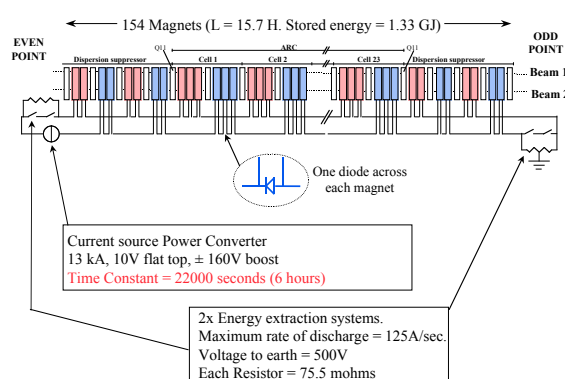 154 Magnets (L = 15.7 H. Stored energy = 1.33 GJ)
EVEN POINT
ODD POINT
Q11
ARC
Q11
Dispersion suppressor
Cell 1
Cell 2
Cell 23
Dispersion suppressor
Beam 1
Beam 2
One diode across
each magnet
Current source Power Converter
13 kA, 10V flat top, ± 160V boost
Time Constant = 22000 seconds (6 hours)
2x Energy extraction systems.
Maximum rate of discharge = 125A/sec.
Voltage to earth = 500V
Each Resistor = 75.5 mohms